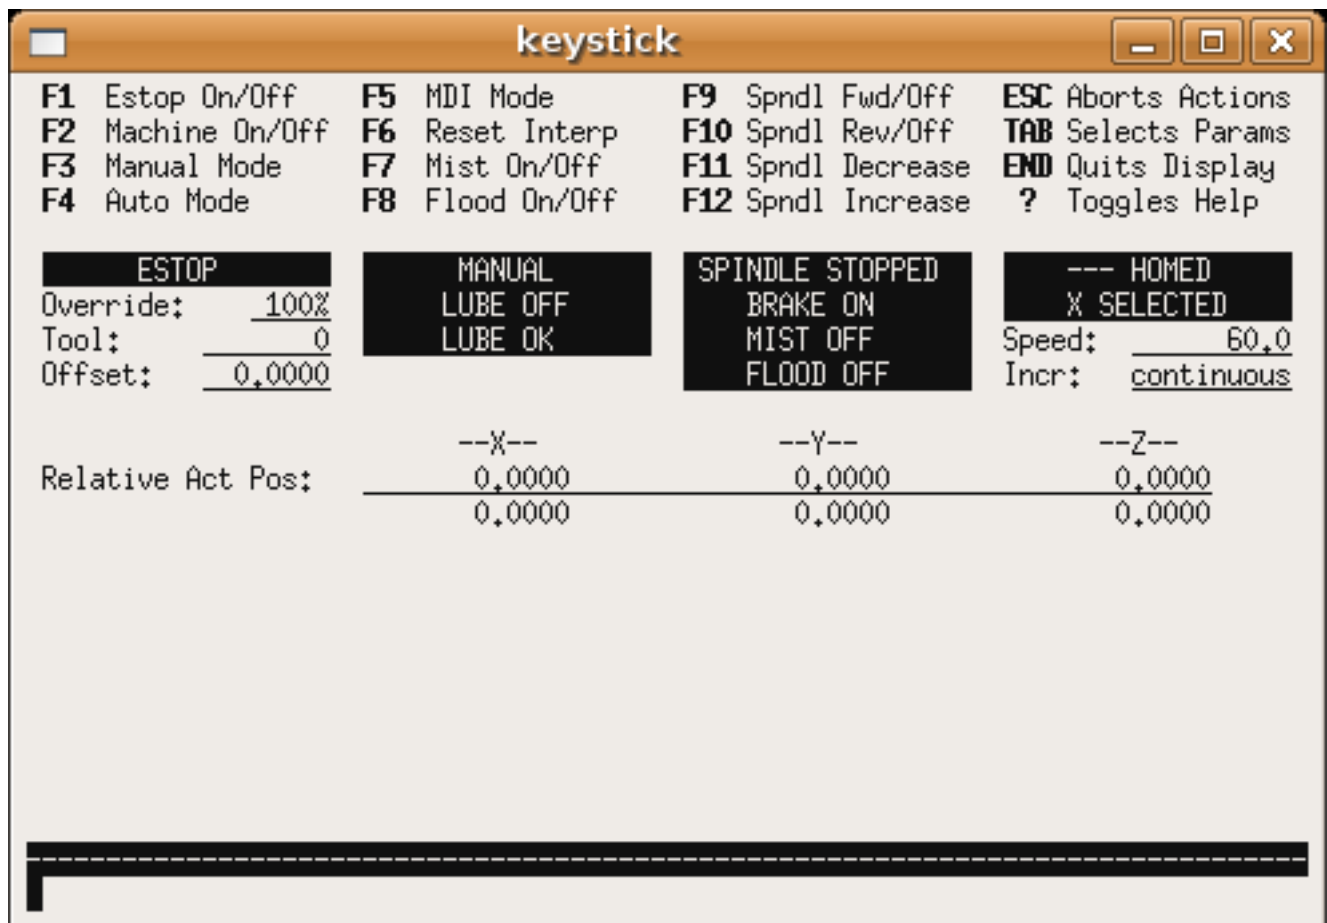 keystick
F1 Estop On/Off F5 MDI Mode F9 Spndl Fwd/Off ESC Aborts Actions
F2 Machine On/Off F6 Reset Interp F10 Spndl Rev/Off TAB Selects Params
F3 Manual Mode F7 Mist On/Off F11 Spndl Decrease END Quits Display
F4 Auto Mode F8 Flood On/Off F12 Spndl Increase ? Toggles Help
ESTOP MANUAL SPINDLE STOPPED --- HOMED
Override: 100% LUBE OFF BRAKE ON X SELECTED
Tool: 0 LUBE OK MIST OFF Speed: 60.0
Offset: 0.0000 FLOOD OFF Incr: continuous
--X-- --Y-- --Z--
Relative Act Pos: 0.0000 0.0000 0.0000
0.0000 0.0000 0.0000
--------------------------------------------------------------------------------